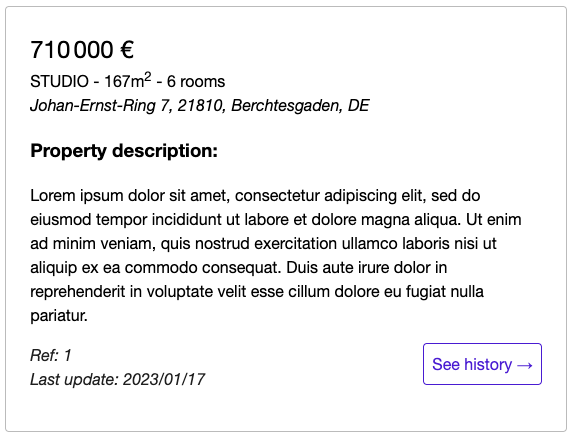 710 000 €
STUDIO - 167m² - 6 rooms
Johan-Ernst-Ring 7, 21810, Berchtesgaden, DE
Property description:
Lorem ipsum dolor sit amet, consectetur adipiscing elit, sed do
eiusmod tempor incididunt ut labore et dolore magna aliqua. Ut enim
ad minim veniam, quis nostrud exercitation ullamco laboris nisi ut
aliquip ex ea commodo consequat. Duis aute irure dolor in
reprehenderit in voluptate velit esse cillum dolore eu fugiat nulla
pariatur.
Ref: 1
Last update: 2023/01/17
See history →